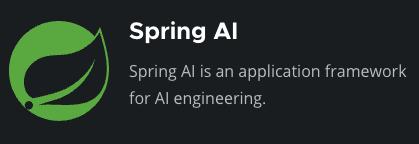 Spring AI
Spring AI is an application framework
for AI engineering.